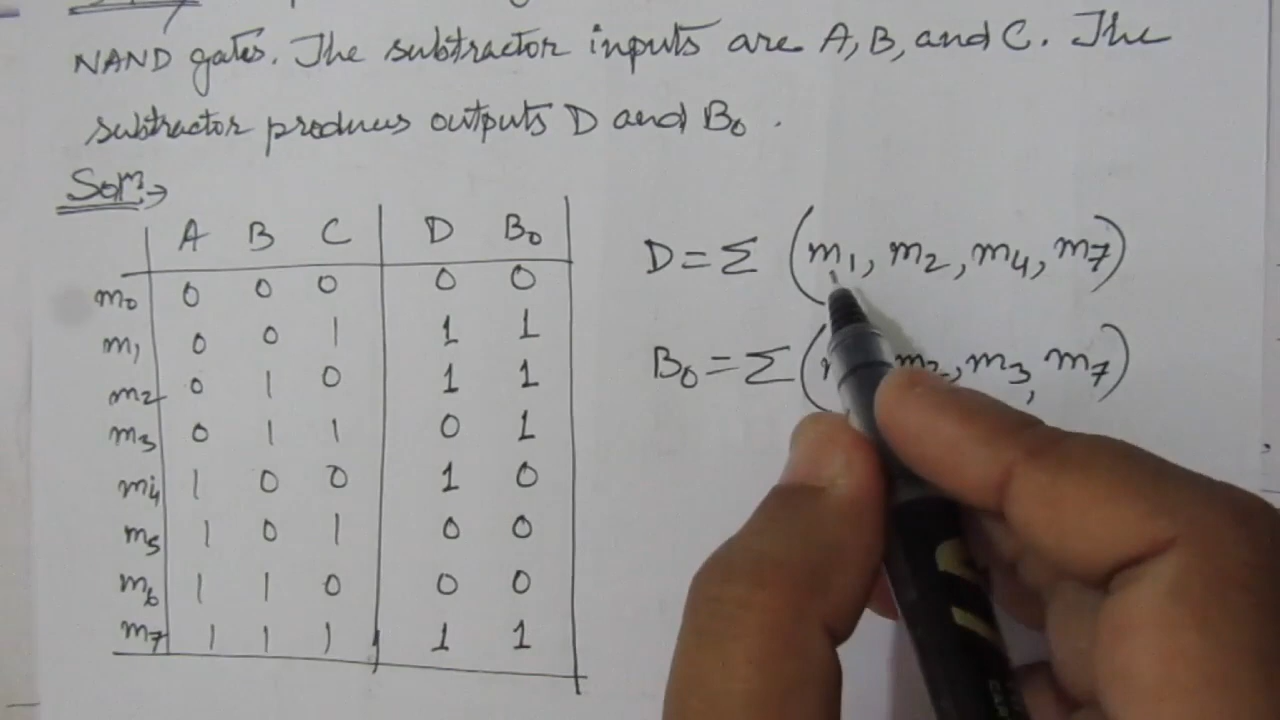 NAND gates. The subtractor inputs are A, B, and C. The
subtractor produces outputs D and B0 .
Soln→
A B C D B0
m0 0 0 0 0 0
m1 0 0 1 1 1
m2 0 1 0 1 1
m3 0 1 1 0 1
m4 1 0 0 1 0
m5 1 0 1 0 0
m6 1 1 0 0 0
m7 1 1 1 1 1
D = Σ (m1, m2, m4, m7)
B0 = Σ ( m2, m3, m7)